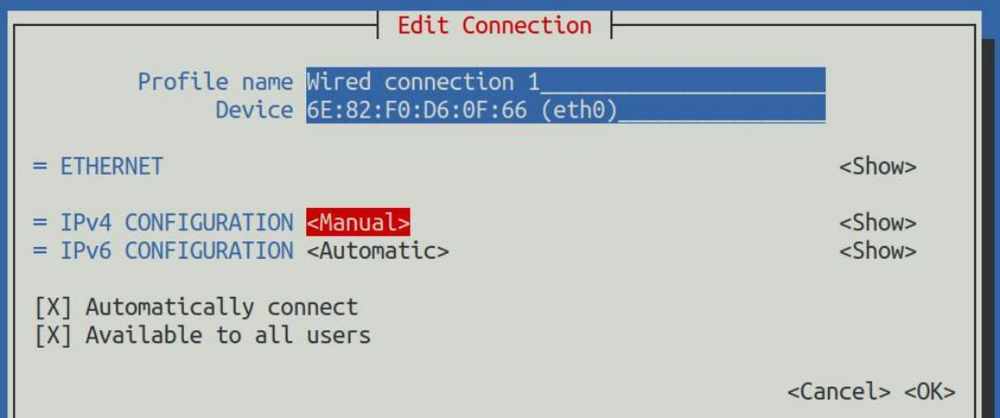 Edit Connection
Profile name Wired connection 1
Device 6E:82:F0:D6:0F:66 (eth0)
= ETHERNET <Show>
= IPv4 CONFIGURATION <Manual> <Show>
= IPv6 CONFIGURATION <Automatic> <Show>
[X] Automatically connect
[X] Available to all users
<Cancel> <OK>